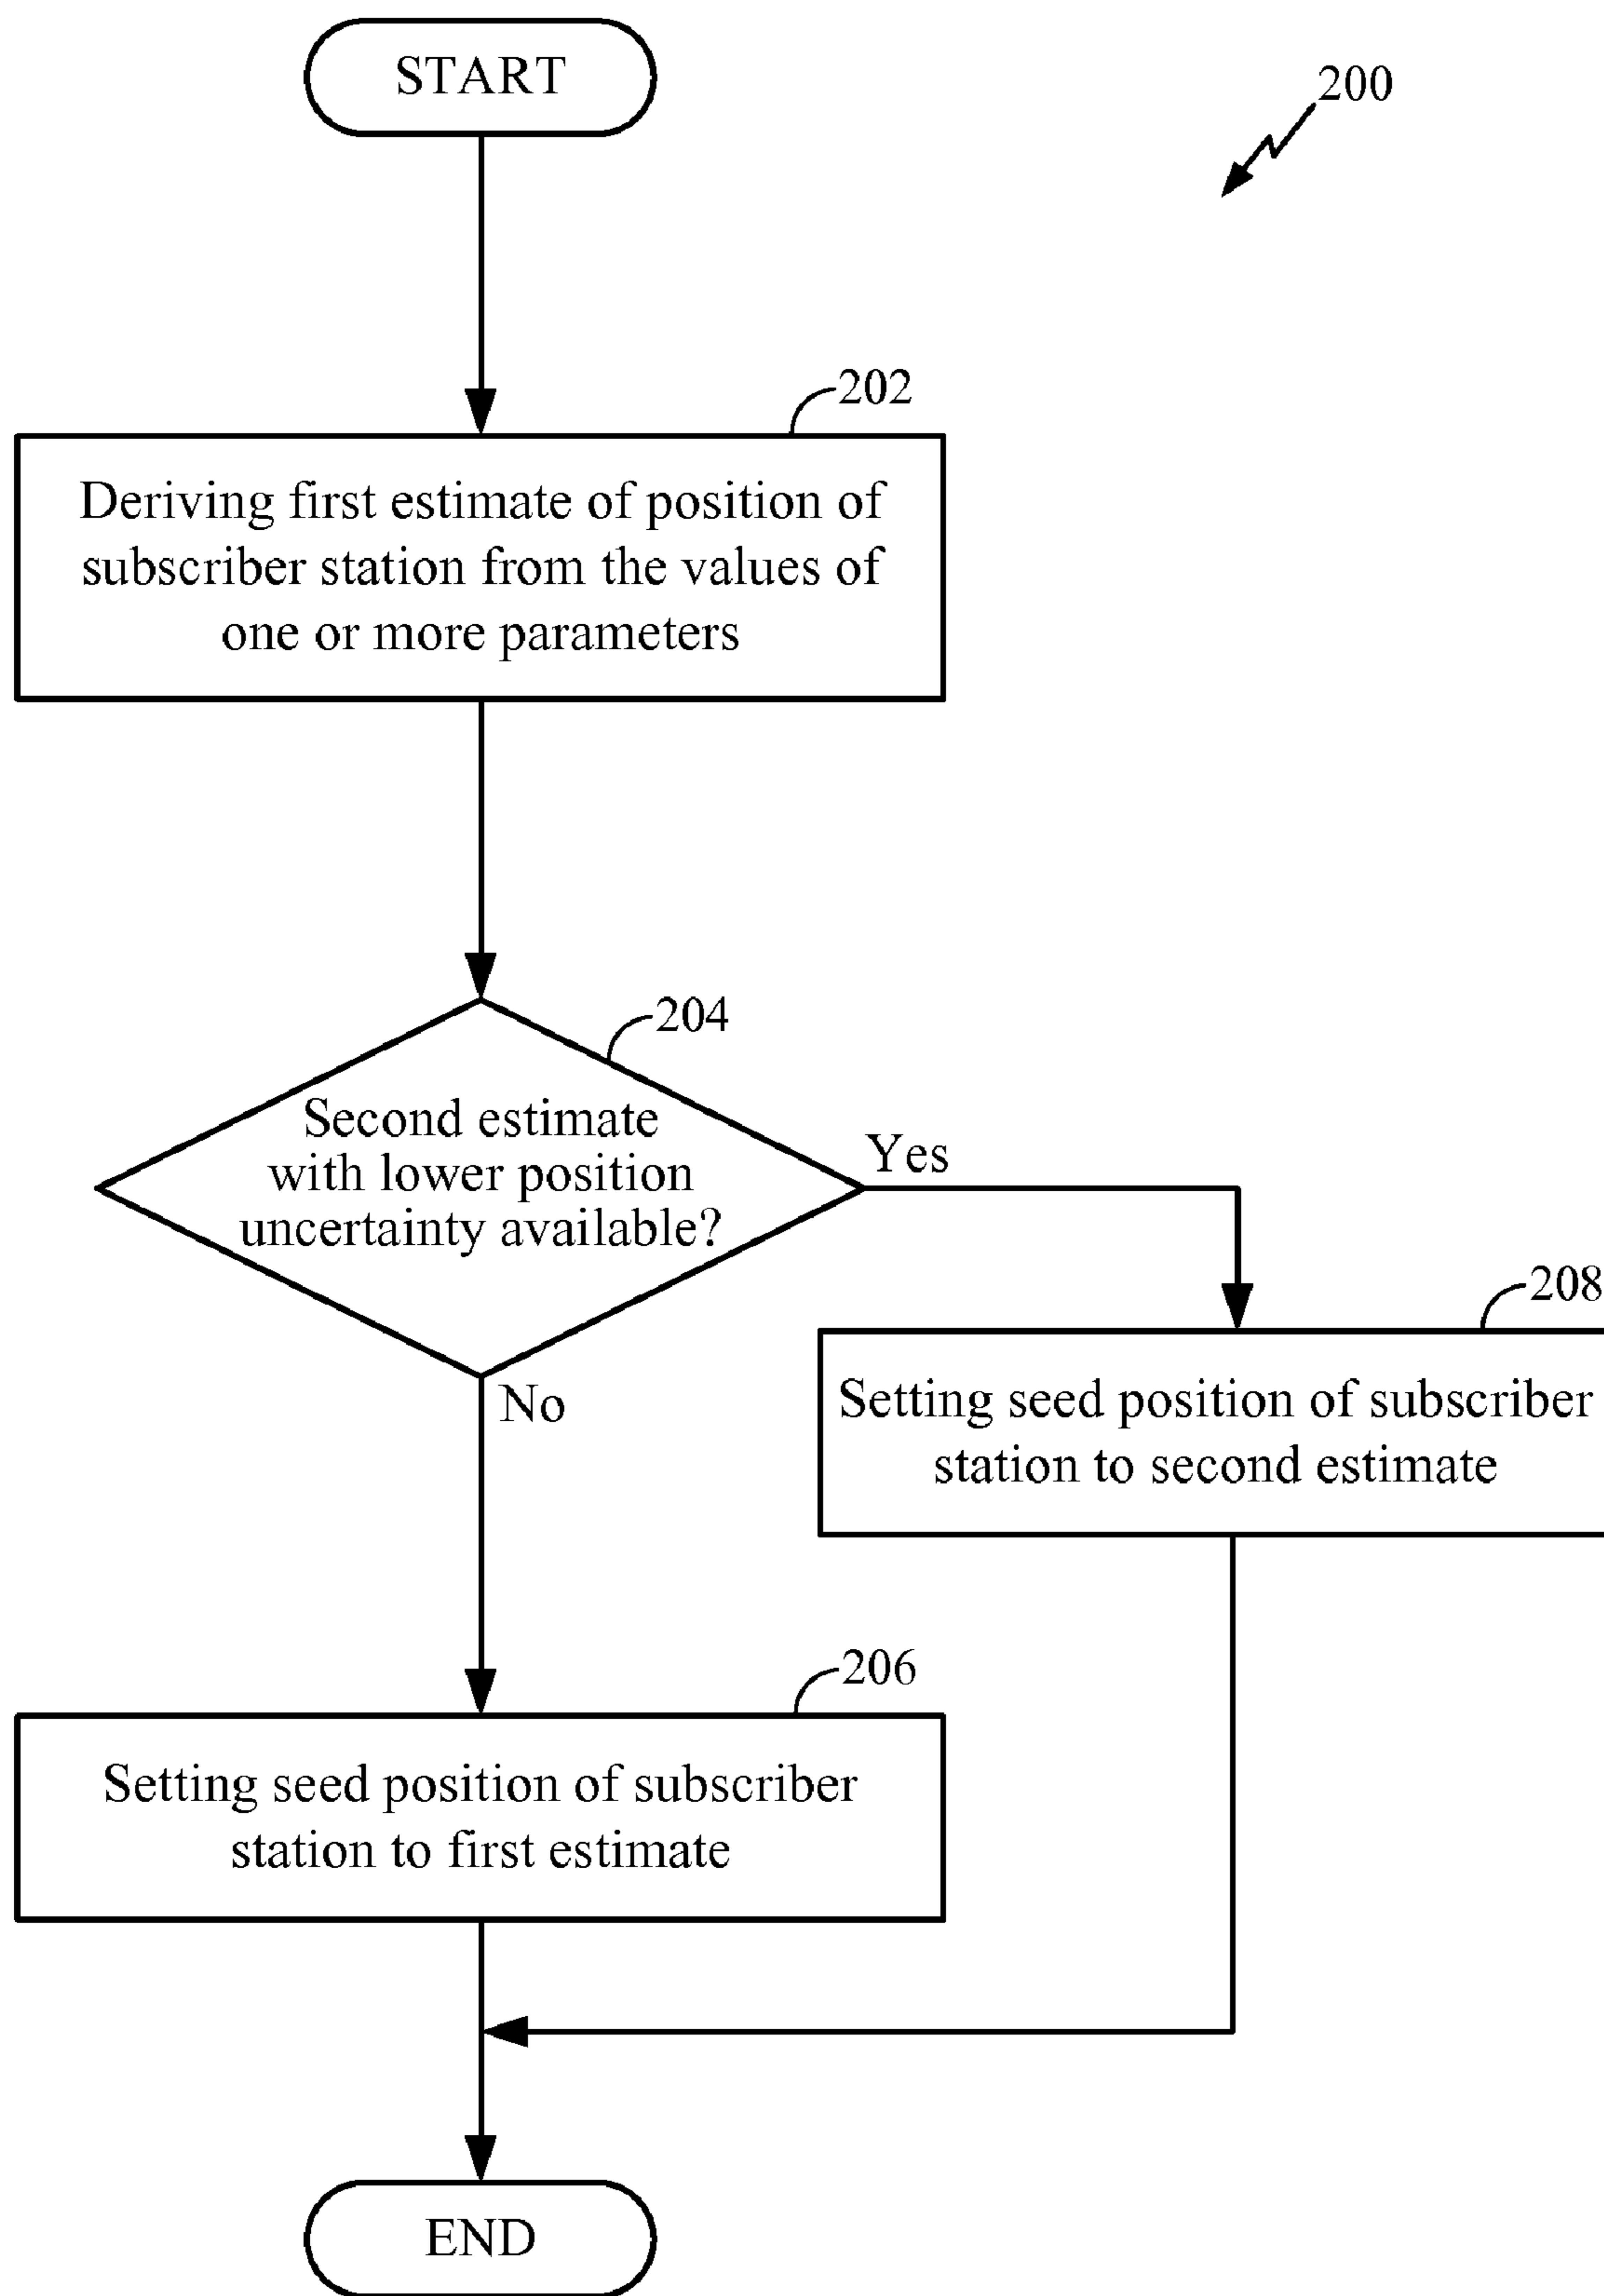 START
200
202
Deriving first estimate of position of
subscriber station from the values of
one or more parameters
204
Second estimate
with lower position
uncertainty available?
Yes
No
208
Setting seed position of subscriber
station to second estimate
206
Setting seed position of subscriber
station to first estimate
END